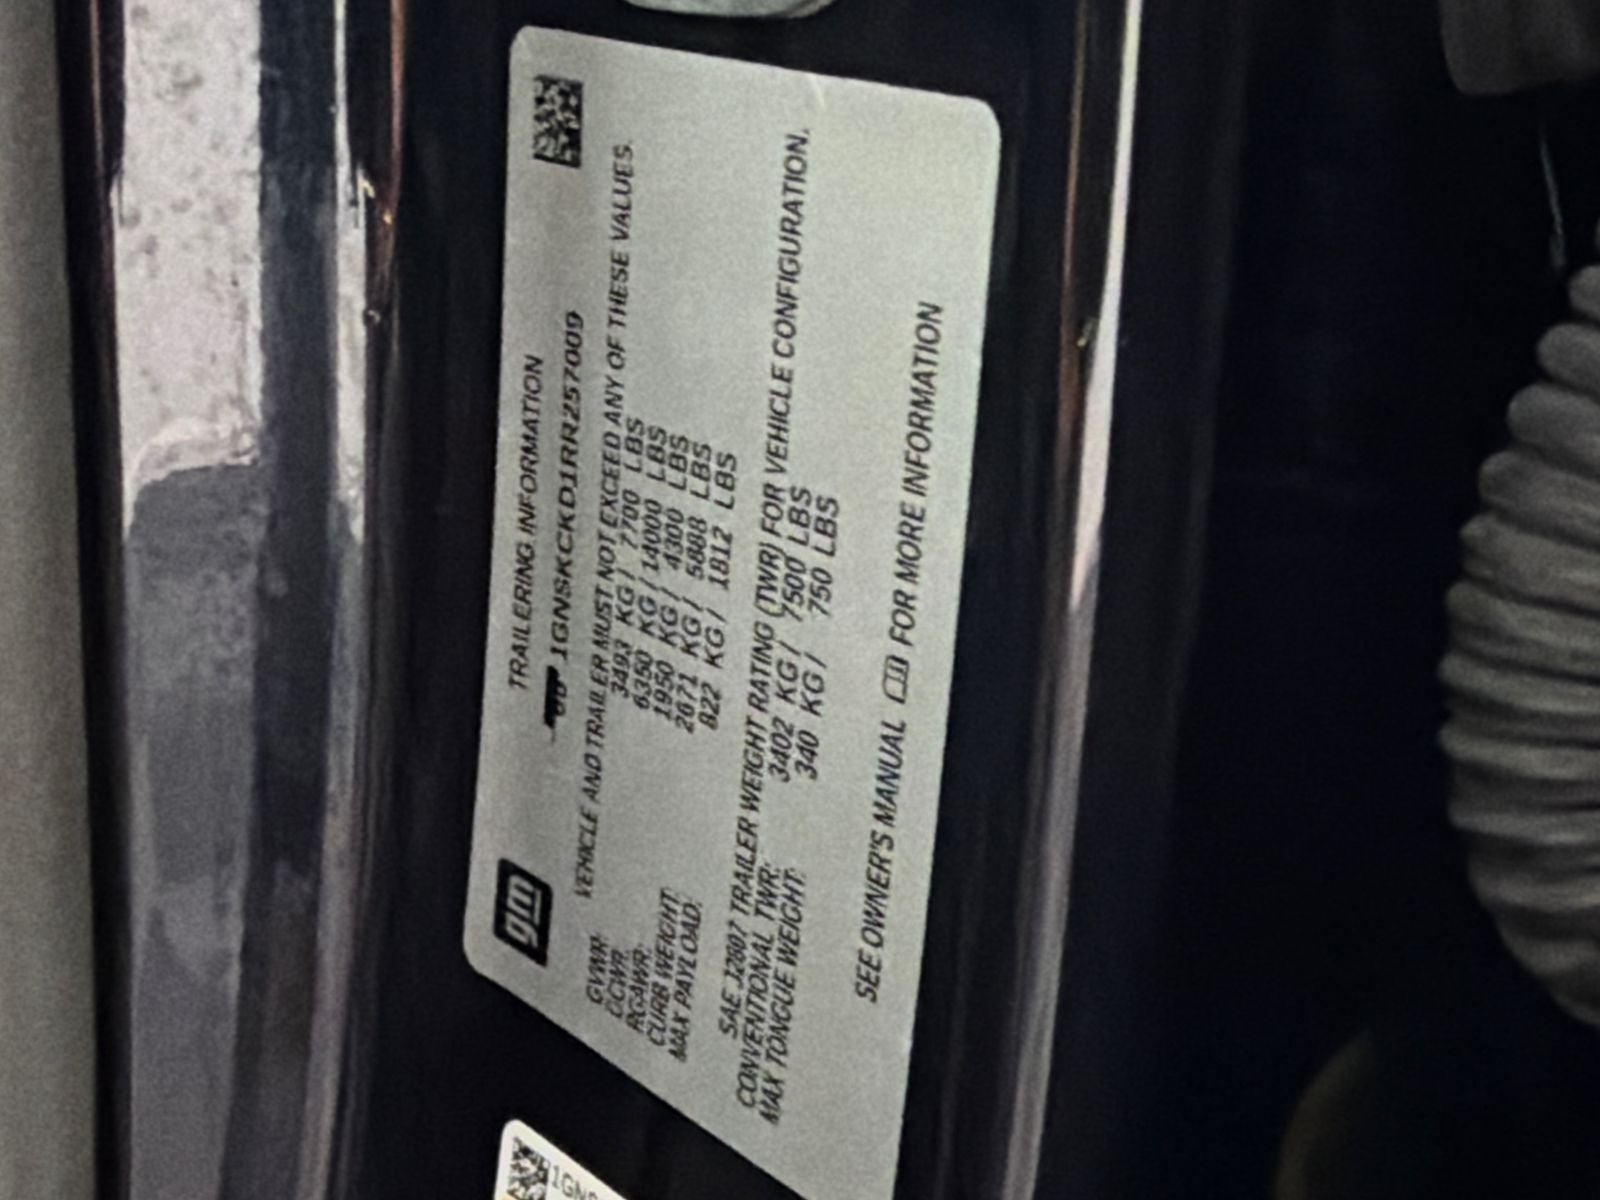 gm
TRAILERING INFORMATION
1GNSKCKD1RR257009
VEHICLE AND TRAILER MUST NOT EXCEED ANY OF THESE VALUES.
GVWR: 3493 KG / 7700 LBS
GCWR: 6350 KG / 14000 LBS
RGAWR: 1950 KG / 4300 LBS
CURB WEIGHT: 2671 KG / 5888 LBS
MAX PAYLOAD: 822 KG / 1812 LBS
SAE J2807 TRAILER WEIGHT RATING (TWR) FOR VEHICLE CONFIGURATION.
CONVENTIONAL TWR: 3402 KG / 7500 LBS
MAX TONGUE WEIGHT: 340 KG / 750 LBS
SEE OWNER'S MANUAL FOR MORE INFORMATION